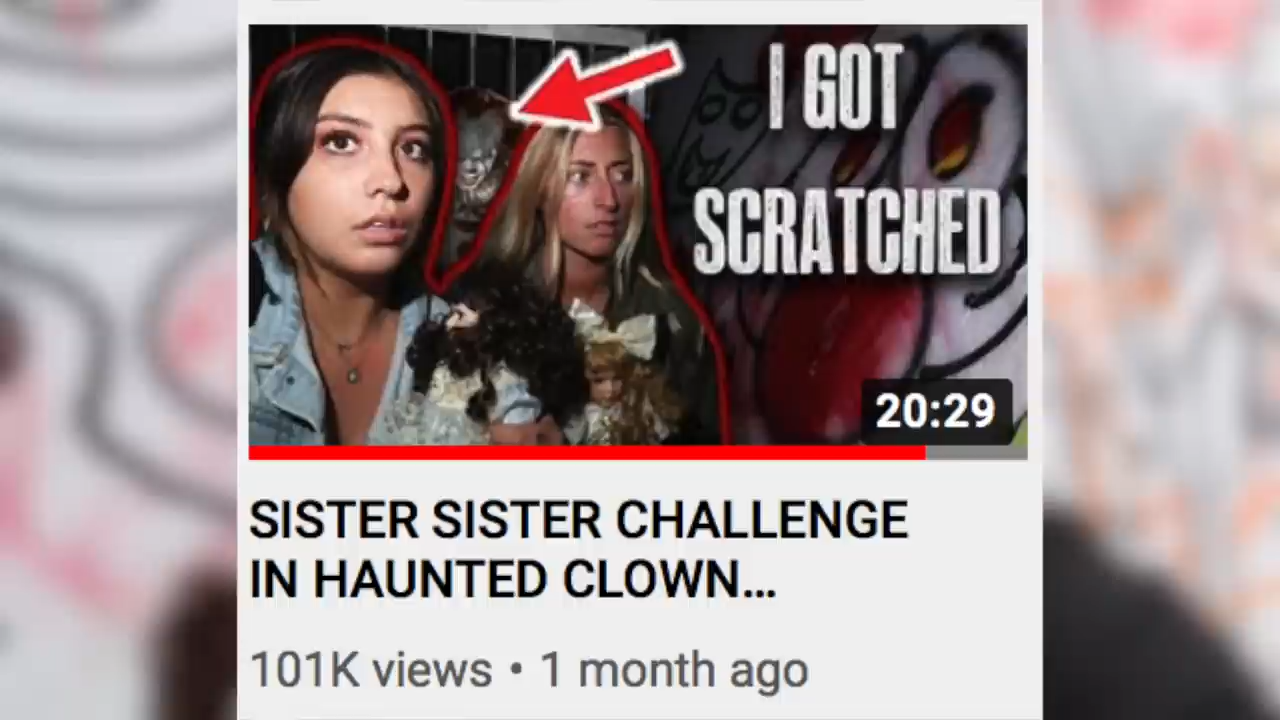 I GOT
SCRATCHED
20:29
SISTER SISTER CHALLENGE
IN HAUNTED CLOWN...
101K views • 1 month ago